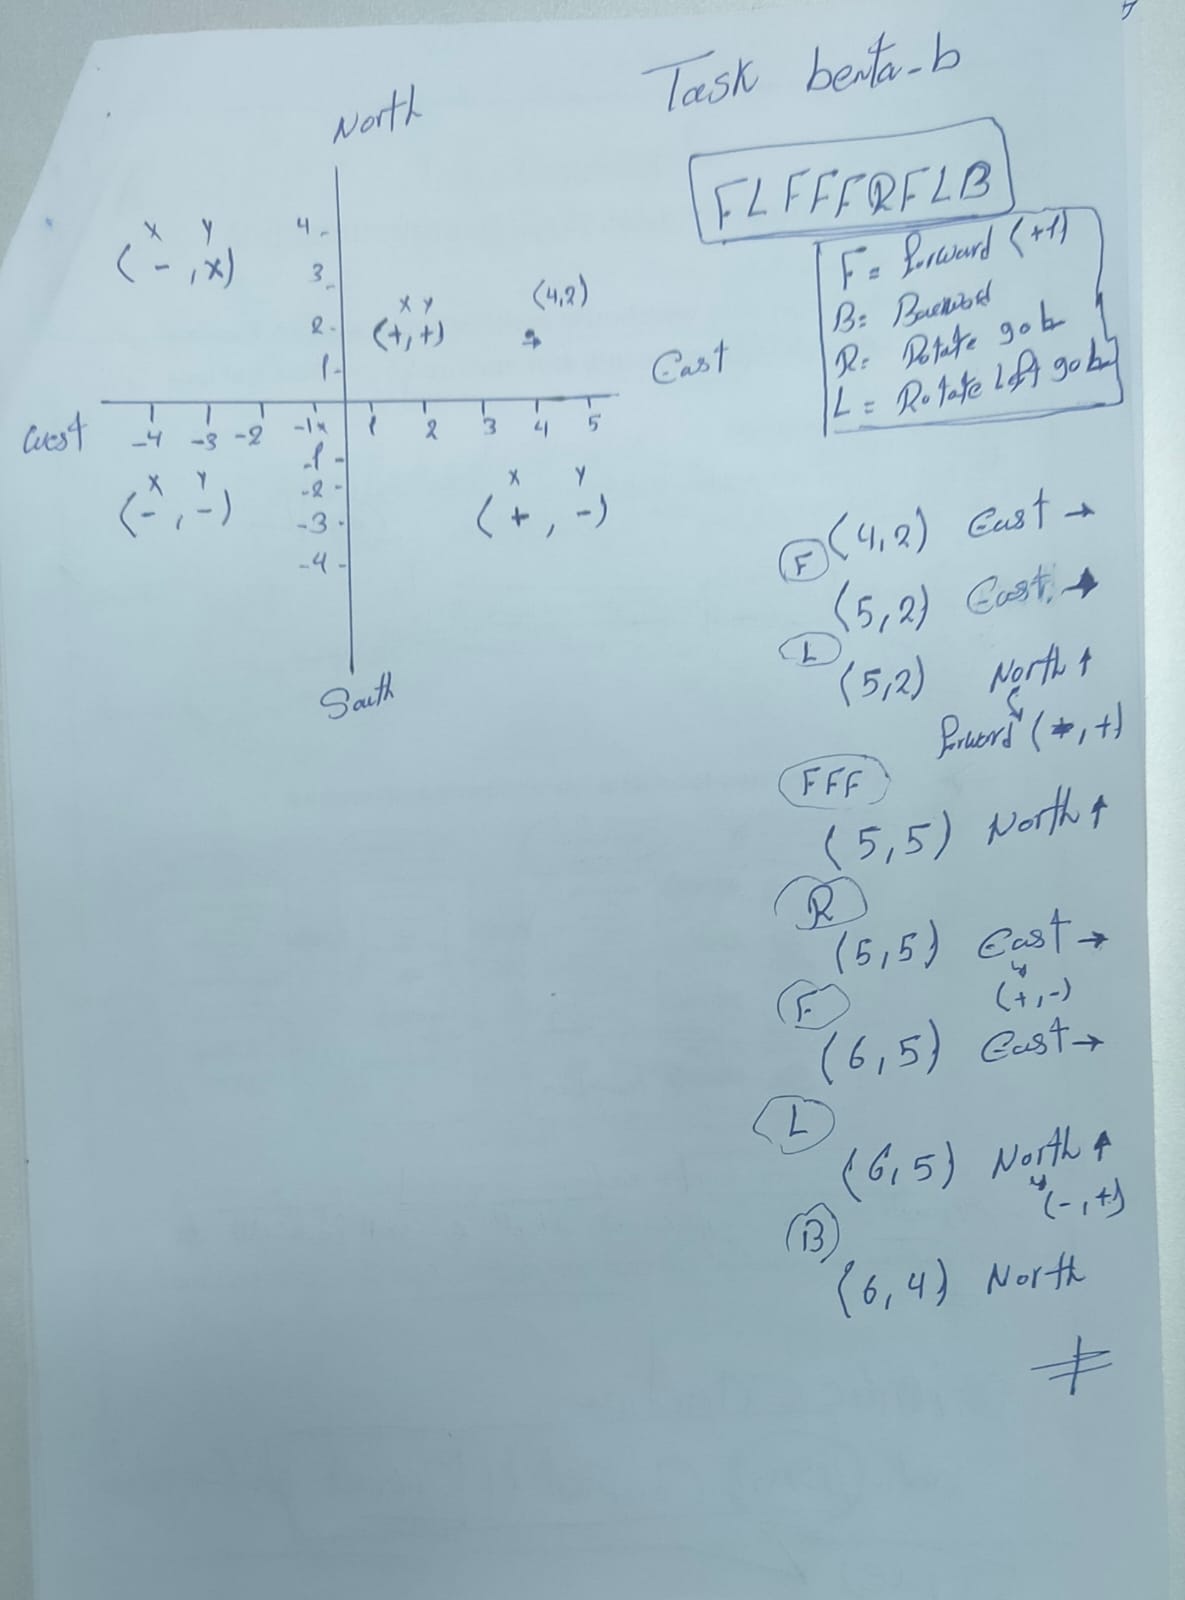 Task benta-b
North
FLFFFRFLB
F= forward (+1)
B=
R= Rotate 90
L= Rotate left 90
X Y
(-, x)
4
3
2
1
X Y
(+, +)
(4,2)
East
West
-4 -3 -2 -1 1 2 3 4 5
-1
-2
-3
-4
X Y
(-, -)
X Y
(+, -)
South
(4,2) East →
F
(5,2) East →
L
(5,2) North ↑
forword ( , +)
FFF
(5,5) North ↑
R
(5,5) East →
(+,-)
F
(6,5) East →
L
(6,5) North ↑
(-,+)
B
(6,4) North